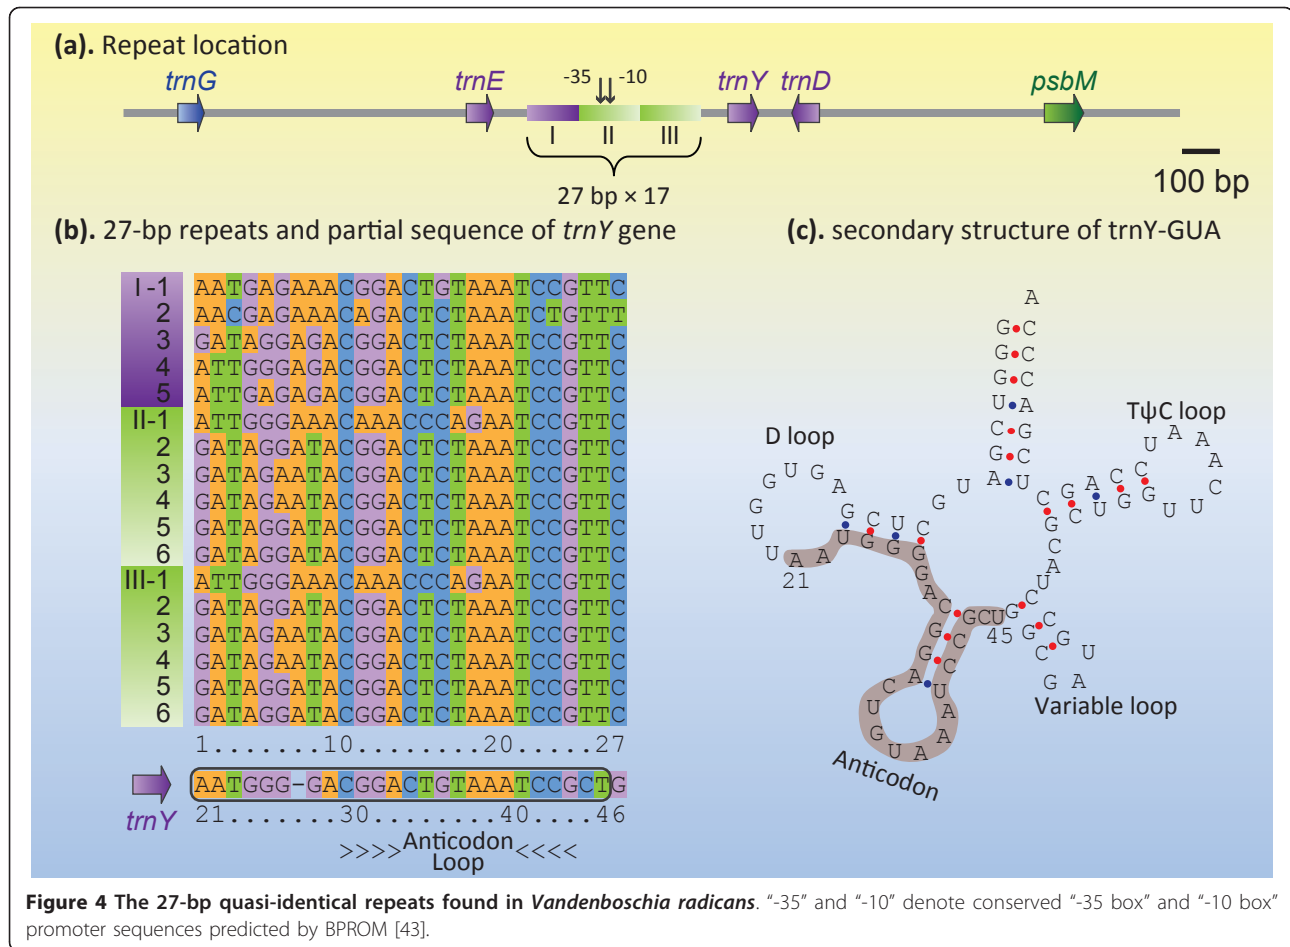 (a). Repeat location
trnG
trnE
-35
-10
trnY
trnD
psbM
I
II
III
27 bp × 17
100 bp
(b). 27-bp repeats and partial sequence of trnY gene
I -1 AATGAGAAACGGACTGTAAATCCGTTC
2 AACGAGAAACAGACTCTAAATCTGTTT
3 GATAGGAGACGGACTCTAAATCCGTTC
4 ATTGGGAGACGGACTCTAAATCCGTTC
5 ATTGAGAGACGGACTCTAAATCCGTTC
II-1 ATTGGGAAACAAACCCAGAATCCGTTC
2 GATAGGATACGGACTCTAAATCCGTTC
3 GATAGAATACGGACTCTAAATCCGTTC
4 GATAGAATACGGACTCTAAATCCGTTC
5 GATAGGATACGGACTCTAAATCCGTTC
6 GATAGGATACGGACTCTAAATCCGTTC
III-1 ATTGGGAAACAAACCCAGAATCCGTTC
2 GATAGGATACGGACTCTAAATCCGTTC
3 GATAGAATACGGACTCTAAATCCGTTC
4 GATAGAATACGGACTCTAAATCCGTTC
5 GATAGGATACGGACTCTAAATCCGTTC
6 GATAGGATACGGACTCTAAATCCGTTC
1.......10........20.....27
trnY
AATGGG-GACGGACTGTAAATCCGCTG
21.......30........40.....46
>>>>Anticodon<<<<
Loop
(c). secondary structure of trnY-GUA
A
G C
G C
G C
U A
C G
G C
A U
U
G
D loop
A
G
U
G
G
U
U
A A U G G G
21
G C U C
G A C G G A C U G U A A A U C C G C U G
45
Anticodon
C
G
C
A
U
C
C G U
A
G
C
G
Variable loop
C G A C C
C U G G
U A A A C U U
TψC loop
Figure 4 The 27-bp quasi-identical repeats found in Vandenboschia radicans. “-35” and “-10” denote conserved “-35 box” and “-10 box”
promoter sequences predicted by BPROM [43].